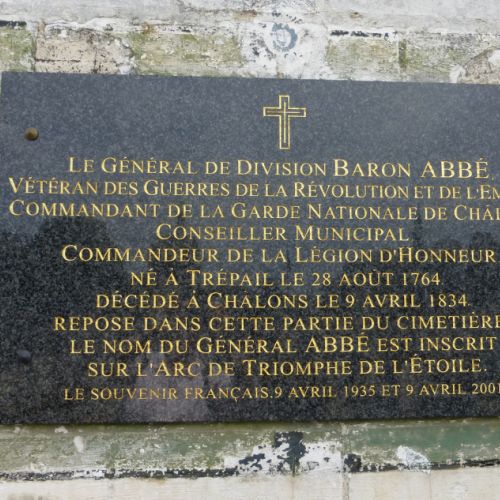 LE GÉNÉRAL DE DIVISION BARON ABBÉ
VÉTÉRAN DES GUERRES DE LA RÉVOLUTION ET DE L'EM
COMMANDANT DE LA GARDE NATIONALE DE CHÂL
CONSEILLER MUNICIPAL
COMMANDEUR DE LA LÉGION D'HONNEUR
NÉ À TRÉPAIL LE 28 AOÛT 1764
DÉCÉDÉ À CHÂLONS LE 9 AVRIL 1834.
REPOSE DANS CETTE PARTIE DU CIMETIÈRE
LE NOM DU GÉNÉRAL ABBÉ EST INSCRIT
SUR L'ARC DE TRIOMPHE DE L'ÉTOILE.
LE SOUVENIR FRANÇAIS.9 AVRIL 1935 ET 9 AVRIL 2001